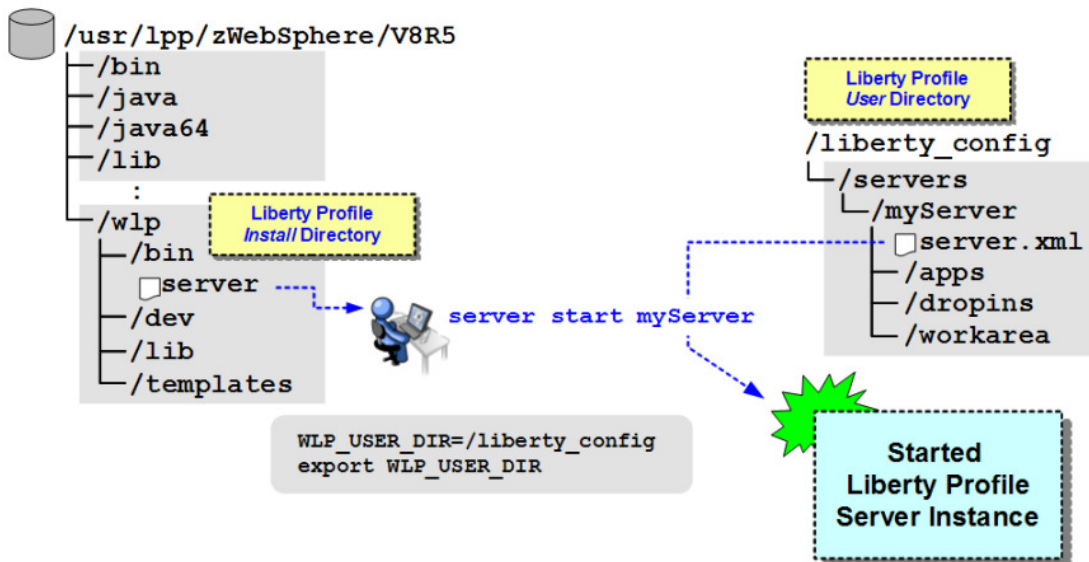 /usr/lpp/zWebSphere/V8R5
/bin
/java
/java64
/lib
:
/wlp
/bin
server
/dev
/lib
/templates
Liberty Profile
Install Directory
server start myServer
WLP_USER_DIR=/liberty_config
export WLP_USER_DIR
Liberty Profile
User Directory
/liberty_config
/servers
/myServer
server.xml
/apps
/dropins
/workarea
Started
Liberty Profile
Server Instance